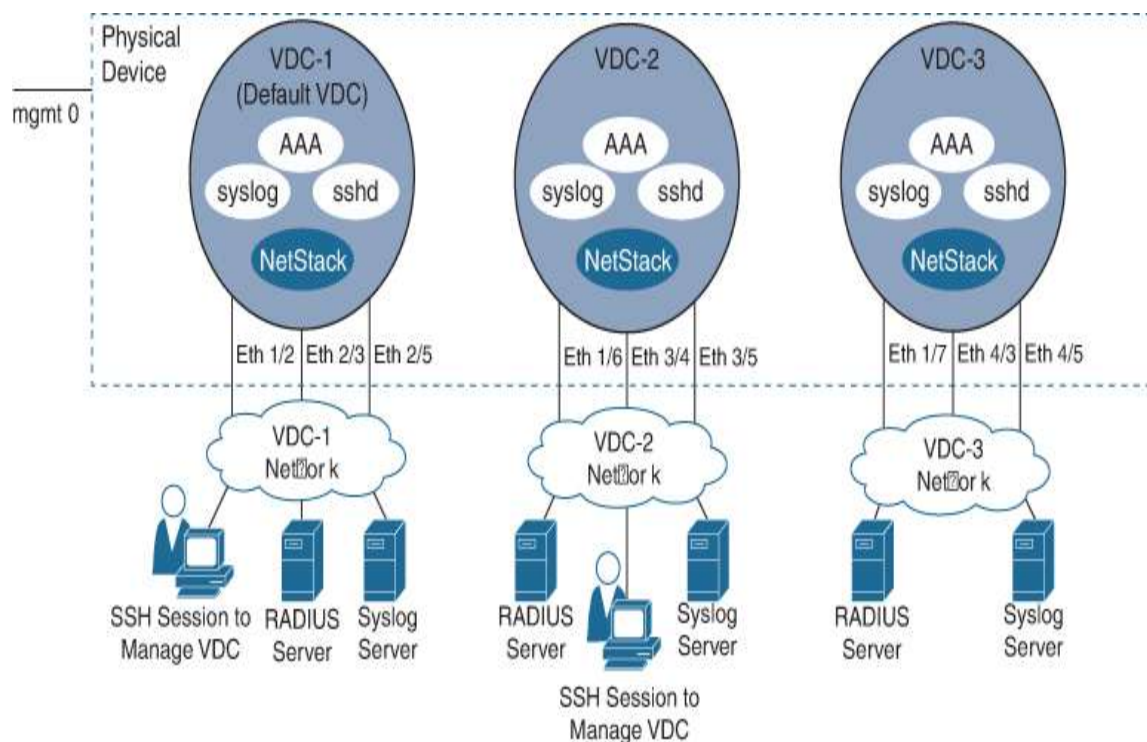 Physical
Device
mgmt 0
VDC-1
(Default VDC)
AAA
syslog
sshd
NetStack
VDC-2
AAA
syslog
sshd
NetStack
VDC-3
AAA
syslog
sshd
NetStack
Eth 1/2
Eth 2/3
Eth 2/5
Eth 1/6
Eth 3/4
Eth 3/5
Eth 1/7
Eth 4/3
Eth 4/5
VDC-1
Net⍰or k
VDC-2
Net⍰or k
VDC-3
Net⍰or k
SSH Session to
Manage VDC
RADIUS
Server
Syslog
Server
RADIUS
Server
SSH Session to
Manage VDC
Syslog
Server
RADIUS
Server
Syslog
Server